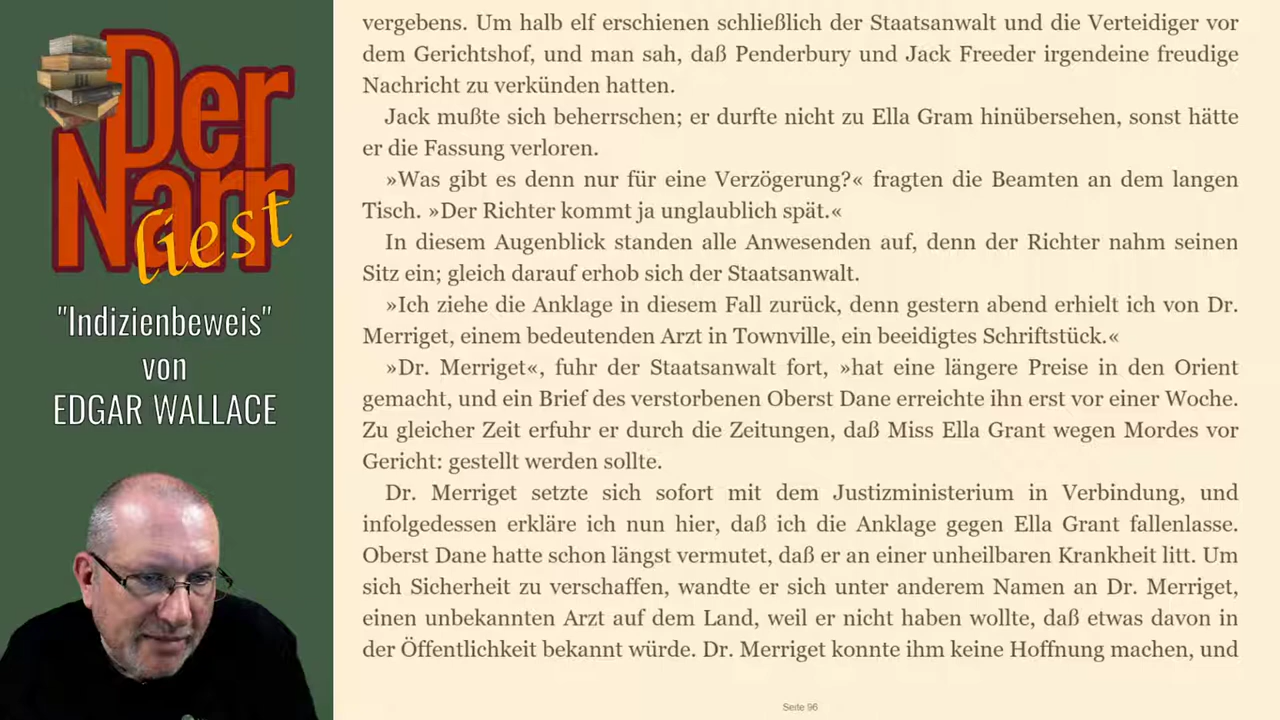 Der
Narr
liest
"Indizienbeweis"
von
EDGAR WALLACE
vergebens. Um halb elf erschienen schließlich der Staatsanwalt und die Verteidiger vor
dem Gerichtshof, und man sah, daß Penderbury und Jack Freeder irgendeine freudige
Nachricht zu verkünden hatten.
Jack mußte sich beherrschen; er durfte nicht zu Ella Gram hinübersehen, sonst hätte
er die Fassung verloren.
»Was gibt es denn nur für eine Verzögerung?« fragten die Beamten an dem langen
Tisch. »Der Richter kommt ja unglaublich spät.«
In diesem Augenblick standen alle Anwesenden auf, denn der Richter nahm seinen
Sitz ein; gleich darauf erhob sich der Staatsanwalt.
»Ich ziehe die Anklage in diesem Fall zurück, denn gestern abend erhielt ich von Dr.
Merriget, einem bedeutenden Arzt in Townville, ein beeidigtes Schriftstück.«
»Dr. Merriget«, fuhr der Staatsanwalt fort, »hat eine längere Preise in den Orient
gemacht, und ein Brief des verstorbenen Oberst Dane erreichte ihn erst vor einer Woche.
Zu gleicher Zeit erfuhr er durch die Zeitungen, daß Miss Ella Grant wegen Mordes vor
Gericht: gestellt werden sollte.
Dr. Merriget setzte sich sofort mit dem Justizministerium in Verbindung, und
infolgedessen erkläre ich nun hier, daß ich die Anklage gegen Ella Grant fallenlasse.
Oberst Dane hatte schon längst vermutet, daß er an einer unheilbaren Krankheit litt. Um
sich Sicherheit zu verschaffen, wandte er sich unter anderem Namen an Dr. Merriget,
einen unbekannten Arzt auf dem Land, weil er nicht haben wollte, daß etwas davon in
der Öffentlichkeit bekannt würde. Dr. Merriget konnte ihm keine Hoffnung machen, und
Seite 96